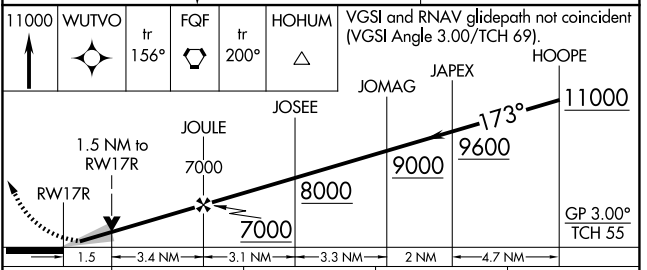 11000
WUTVO
tr
156°
FQF
tr
200°
HOHUM
VGSI and RNAV glidepath not coincident
(VGSI Angle 3.00/TCH 69).
HOOPE
JAPEX
JOMAG
JOSEE
JOULE
1.5 NM to
RW17R
RW17R
7000
173°
11000
9600
9000
8000
7000
GP 3.00°
TCH 55
1.5
3.4 NM
3.1 NM
3.3 NM
2 NM
4.7 NM